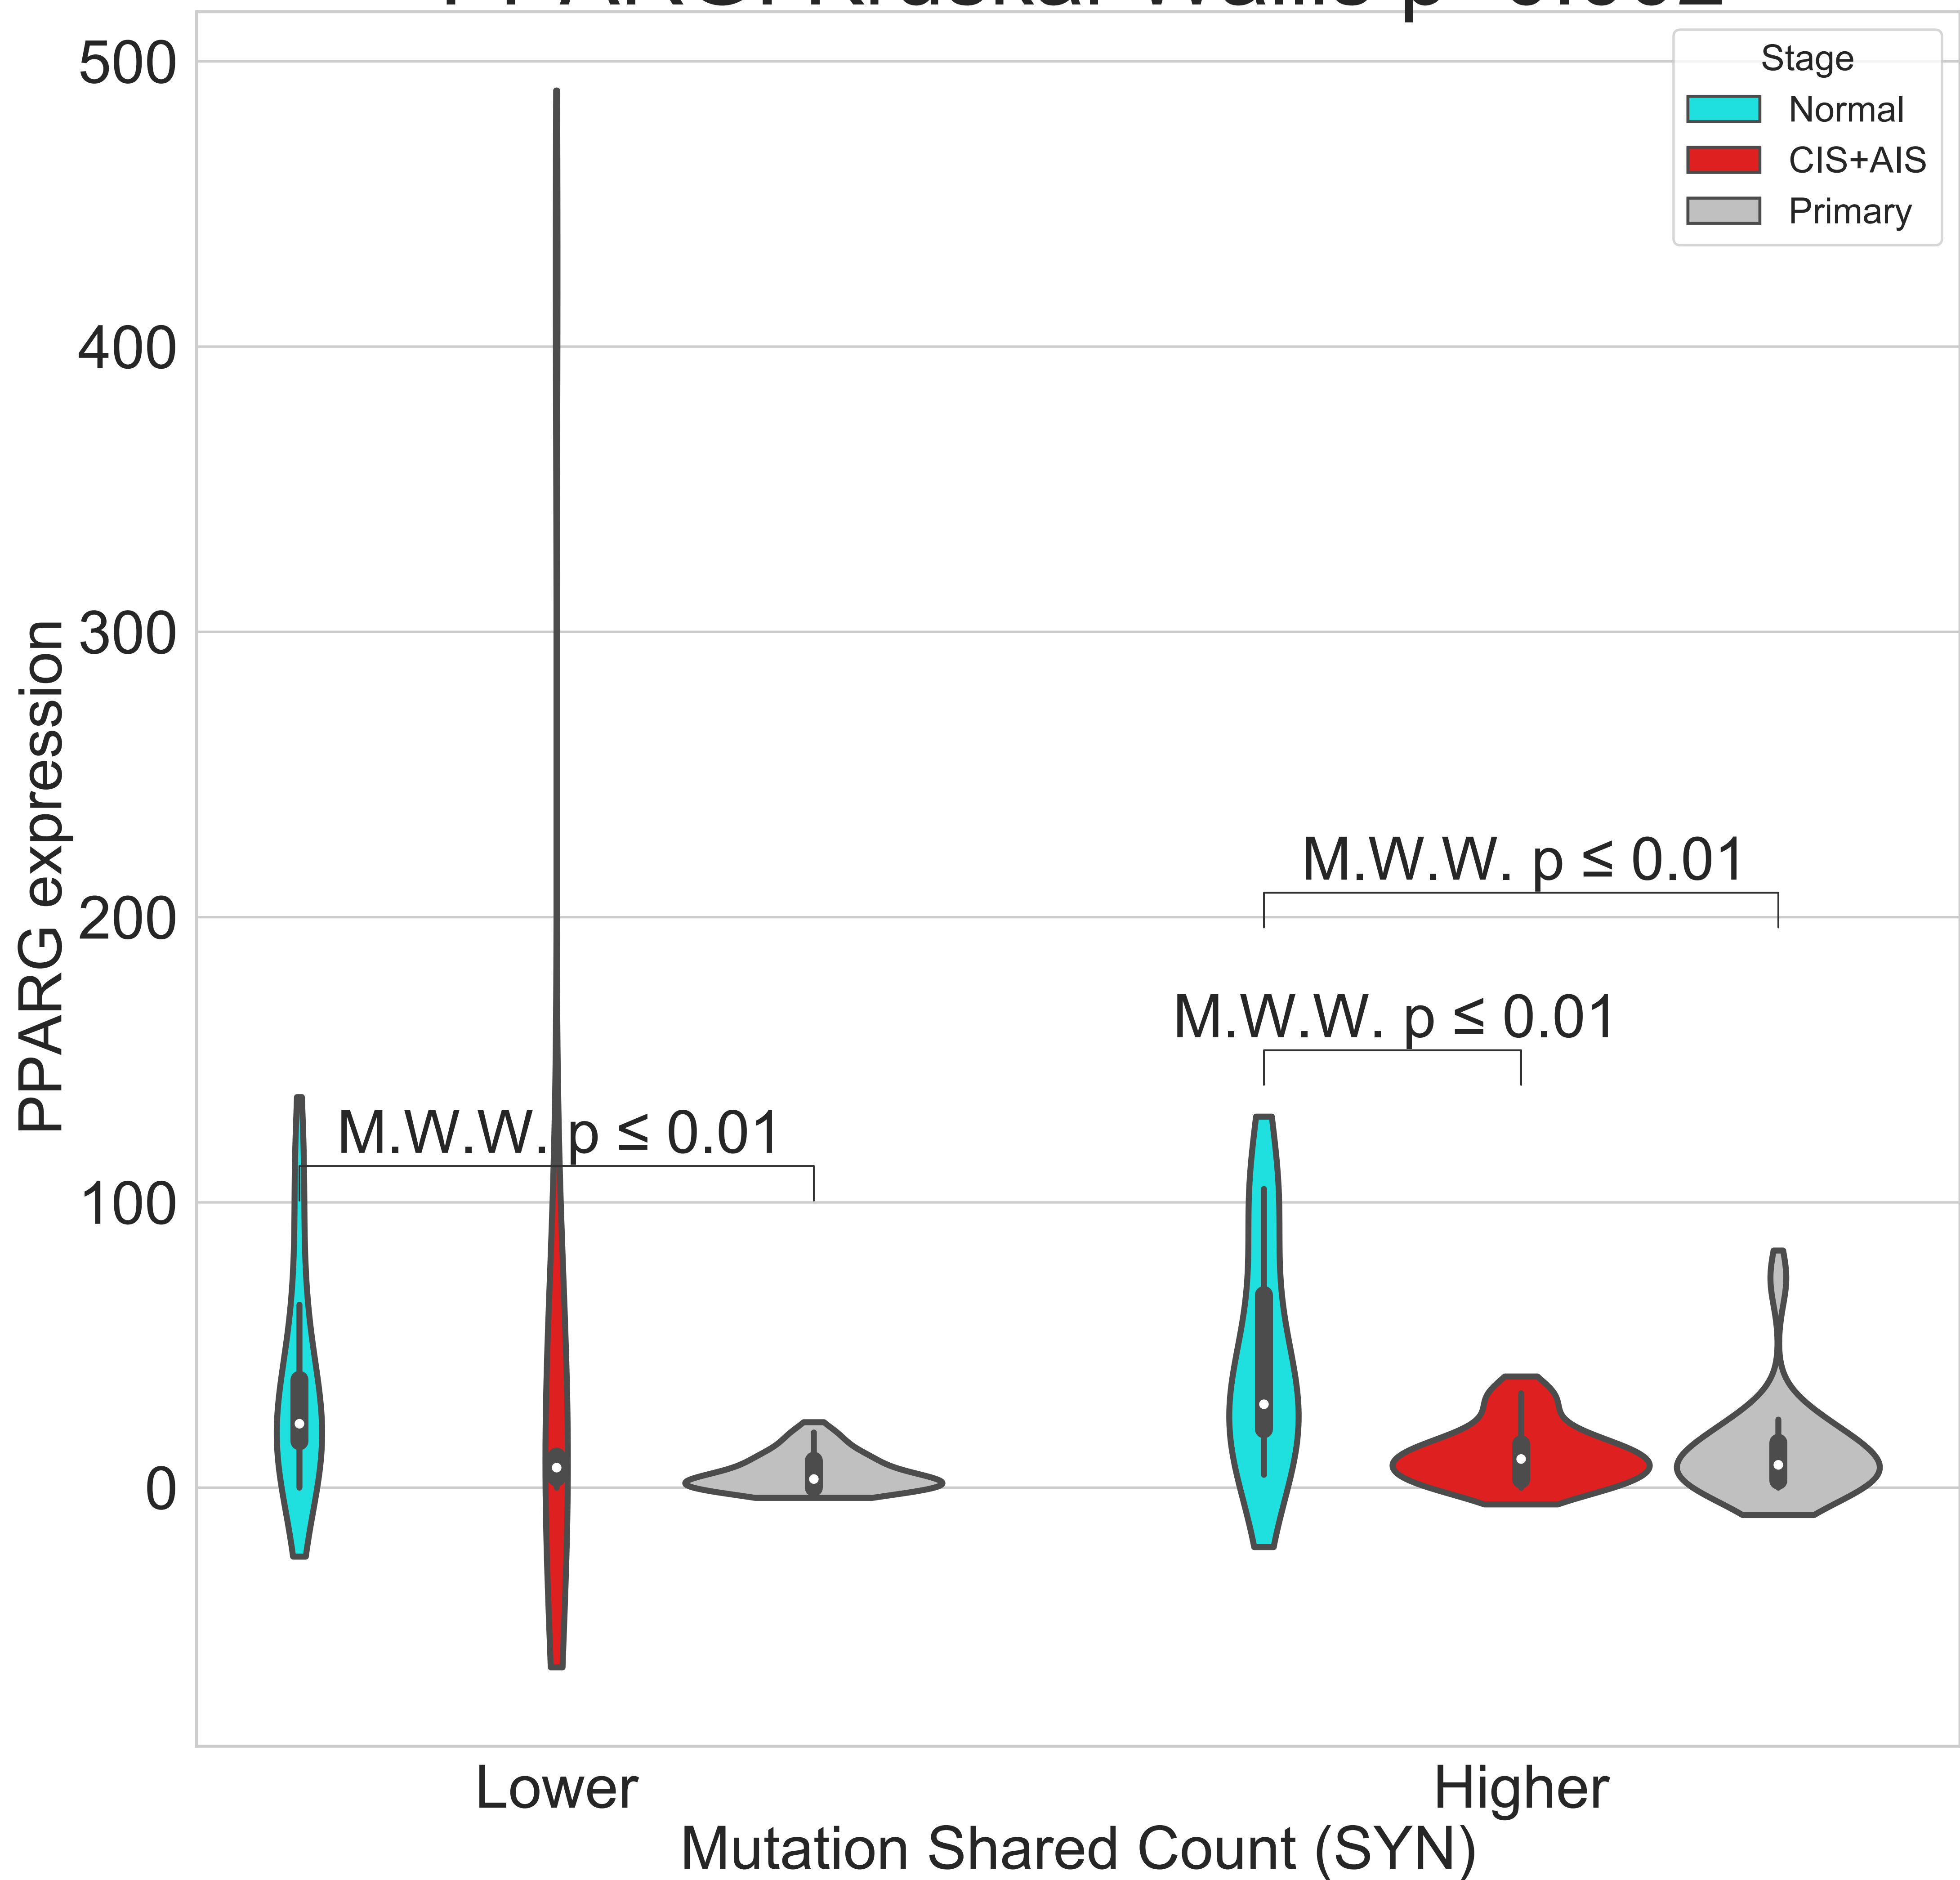 500
400
300
200
100
0
PPARG expression
Stage
Normal
CIS+AIS
Primary
M.W.W. p ≤ 0.01
M.W.W. p ≤ 0.01
M.W.W. p ≤ 0.01
Lower
Higher
Mutation Shared Count (SYN)